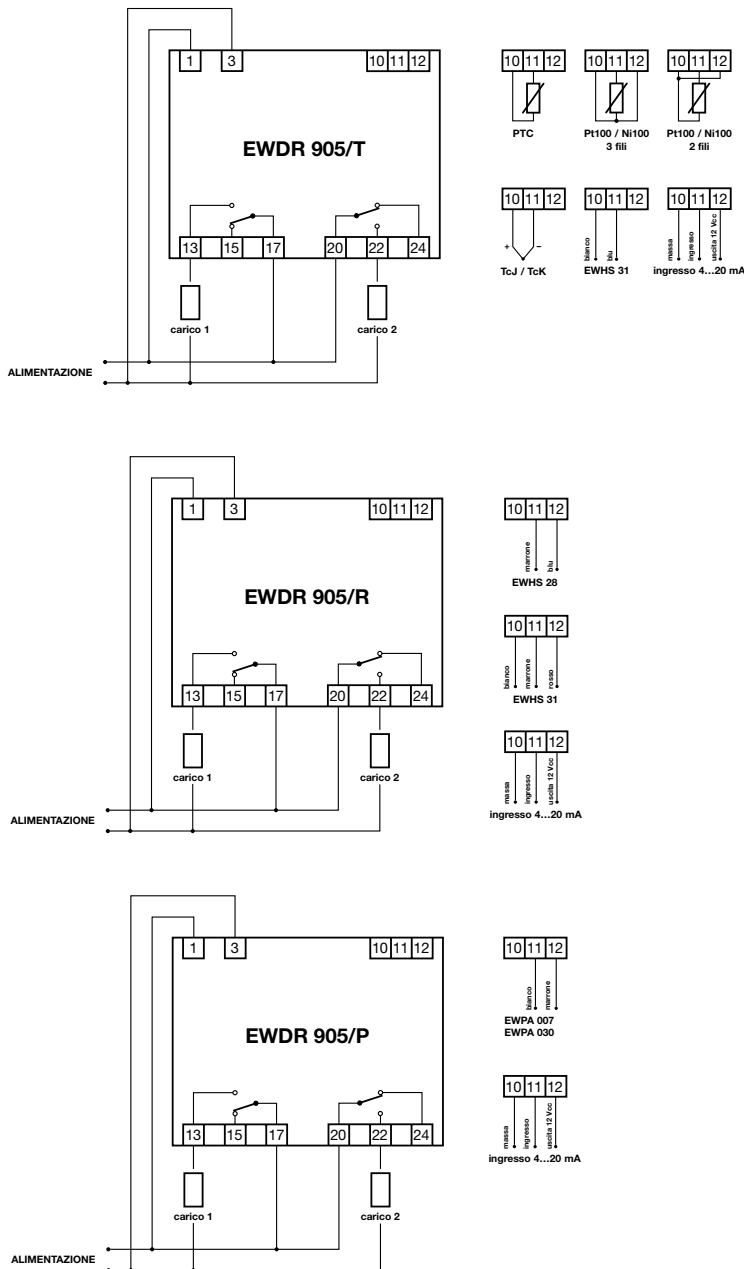 1 3 10 11 12
EWDR 905/T
13 15 17 20 22 24
carico 1 carico 2
ALIMENTAZIONE
10 11 12
PTC
10 11 12
Pt100 / Ni100
3 fili
10 11 12
Pt100 / Ni100
2 fili
10 11 12
+ –
TcJ / TcK
10 11 12
bianco
blu
EWHS 31
10 11 12
massa
ingresso
uscita 12 Vcc
ingresso 4...20 mA
1 3 10 11 12
EWDR 905/R
13 15 17 20 22 24
carico 1 carico 2
ALIMENTAZIONE
10 11 12
marrone
blu
EWHS 28
10 11 12
bianco
marrone
rosso
EWHS 31
10 11 12
massa
ingresso
uscita 12 Vcc
ingresso 4...20 mA
1 3 10 11 12
EWDR 905/P
13 15 17 20 22 24
carico 1 carico 2
ALIMENTAZIONE
10 11 12
bianco
marrone
EWPA 007
EWPA 030
10 11 12
massa
ingresso
uscita 12 Vcc
ingresso 4...20 mA